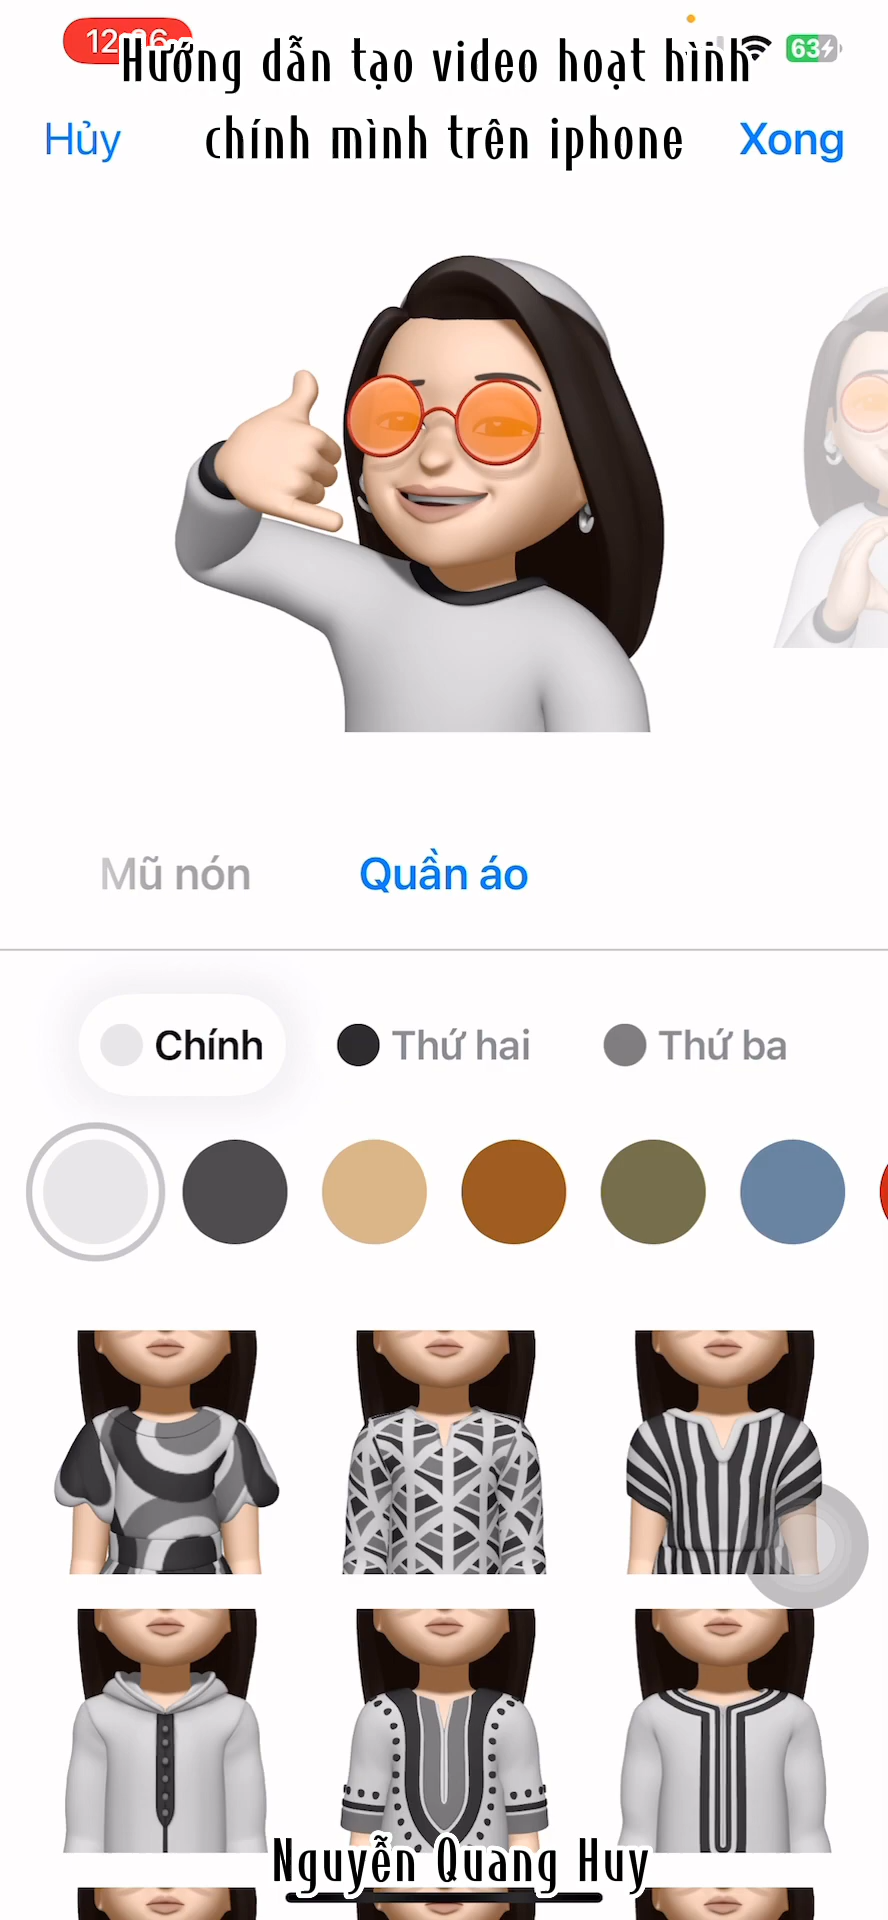 Hướng dẫn tạo video hoạt hình
63
Hủy
chính mình trên iphone
Xong
Mũ nón
Quần áo
Chính
Thứ hai
Thứ ba
Nguyễn Quang Huy